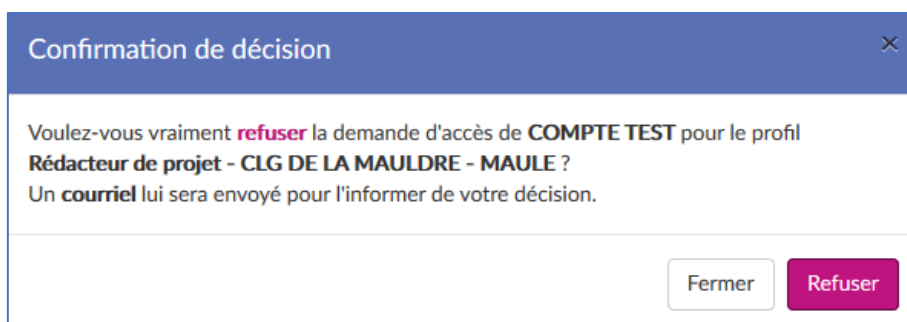 Confirmation de décision
×
Voulez-vous vraiment refuser la demande d'accès de COMPTE TEST pour le profil
Rédacteur de projet - CLG DE LA MAULDRE - MAULE ?
Un courriel lui sera envoyé pour l'informer de votre décision.
Fermer
Refuser